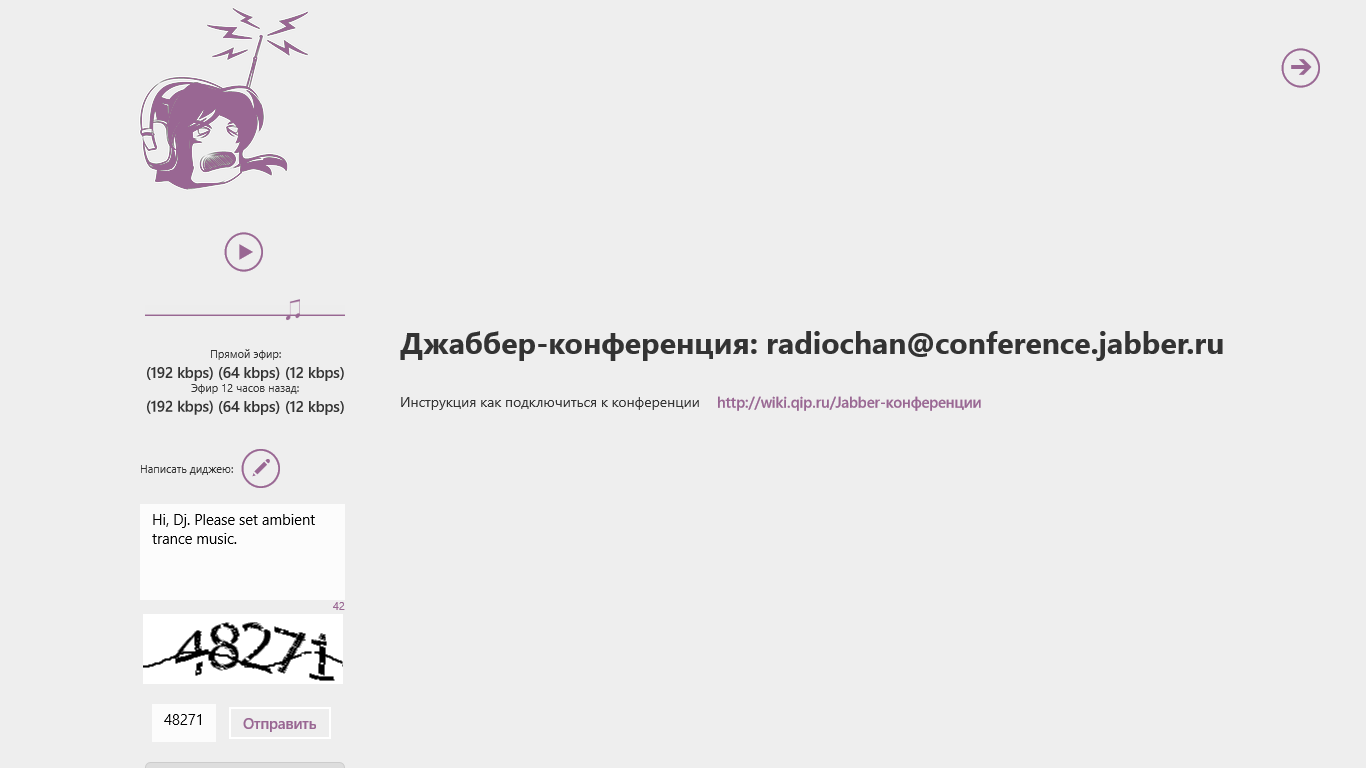 Прямой эфир:
(192 kbps) (64 kbps) (12 kbps)
Эфир 12 часов назад:
(192 kbps) (64 kbps) (12 kbps)
Написать диджею:
Hi, Dj. Please set ambient
trance music.
42
48271
48271
Отправить
Джаббер-конференция: radiochan@conference.jabber.ru
Инструкция как подключиться к конференции http://wiki.qip.ru/Jabber-конференции